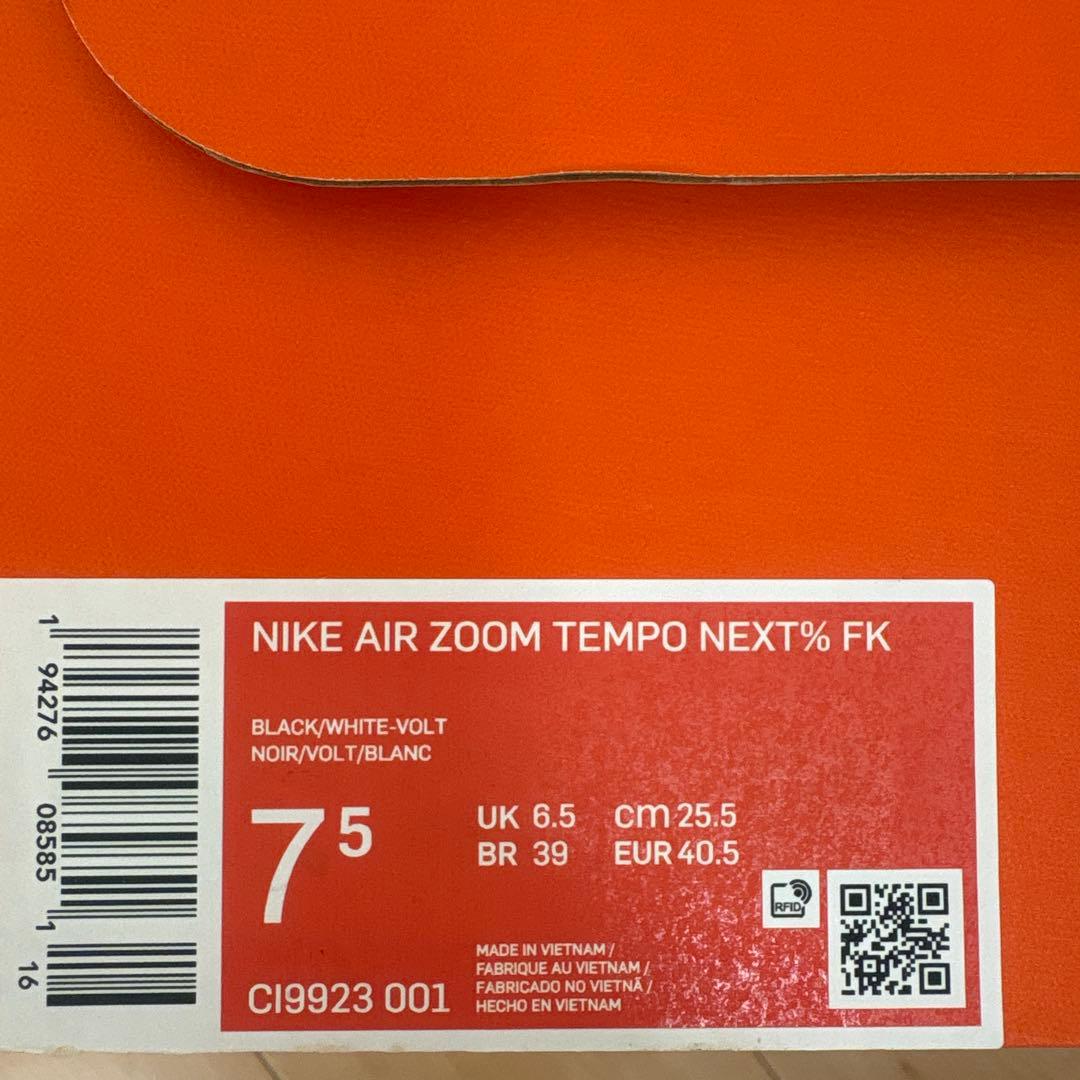 NIKE AIR ZOOM TEMPO NEXT% FK
BLACK/WHITE-VOLT
NOIR/VOLT/BLANC
7 5
UK 6.5 cm 25.5
BR 39 EUR 40.5
RFID
MADE IN VIETNAM /
FABRIQUE AU VIETNAM /
FABRICADO NO VIETNÃ /
HECHO EN VIETNAM
CI9923 001
1 94276 08585 1 16